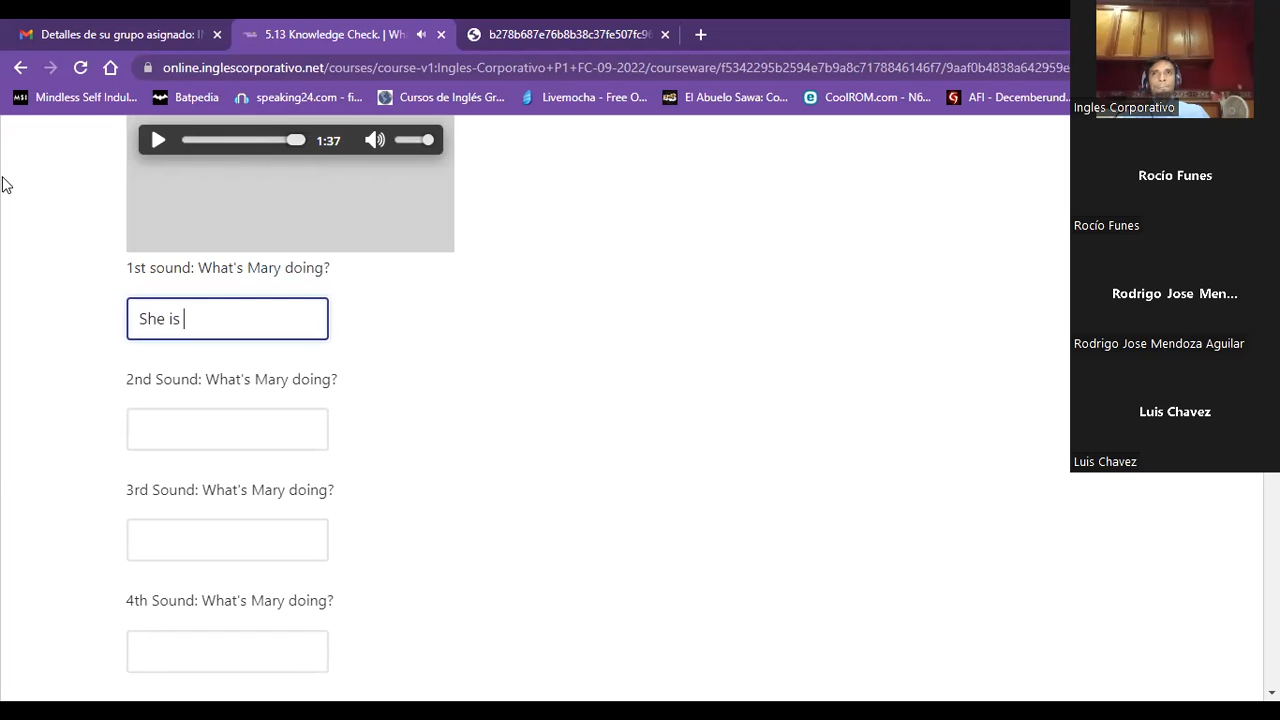 Detalles de su grupo asignado: I
5.13 Knowledge Check. | Wh
b278b687e76b8b38c37fe507fc9
online.inglescorporativo.net/courses/course-v1:Ingles-Corporativo+P1+FC-09-2022/courseware/f5342295b2594e7b9a8c7178846146f7/9aaf0b4838a642959e
Mindless Self Indul...
Batpedia
speaking24.com - fi...
Cursos de Inglés Gr...
Livemocha - Free O...
El Abuelo Sawa: Co...
CoolROM.com - N6...
AFI - Decemberund...
1:37
1st sound: What's Mary doing?
She is
2nd Sound: What's Mary doing?
3rd Sound: What's Mary doing?
4th Sound: What's Mary doing?
Ingles Corporativo
Rocío Funes
Rocío Funes
Rodrigo Jose Men...
Rodrigo Jose Mendoza Aguilar
Luis Chavez
Luis Chavez